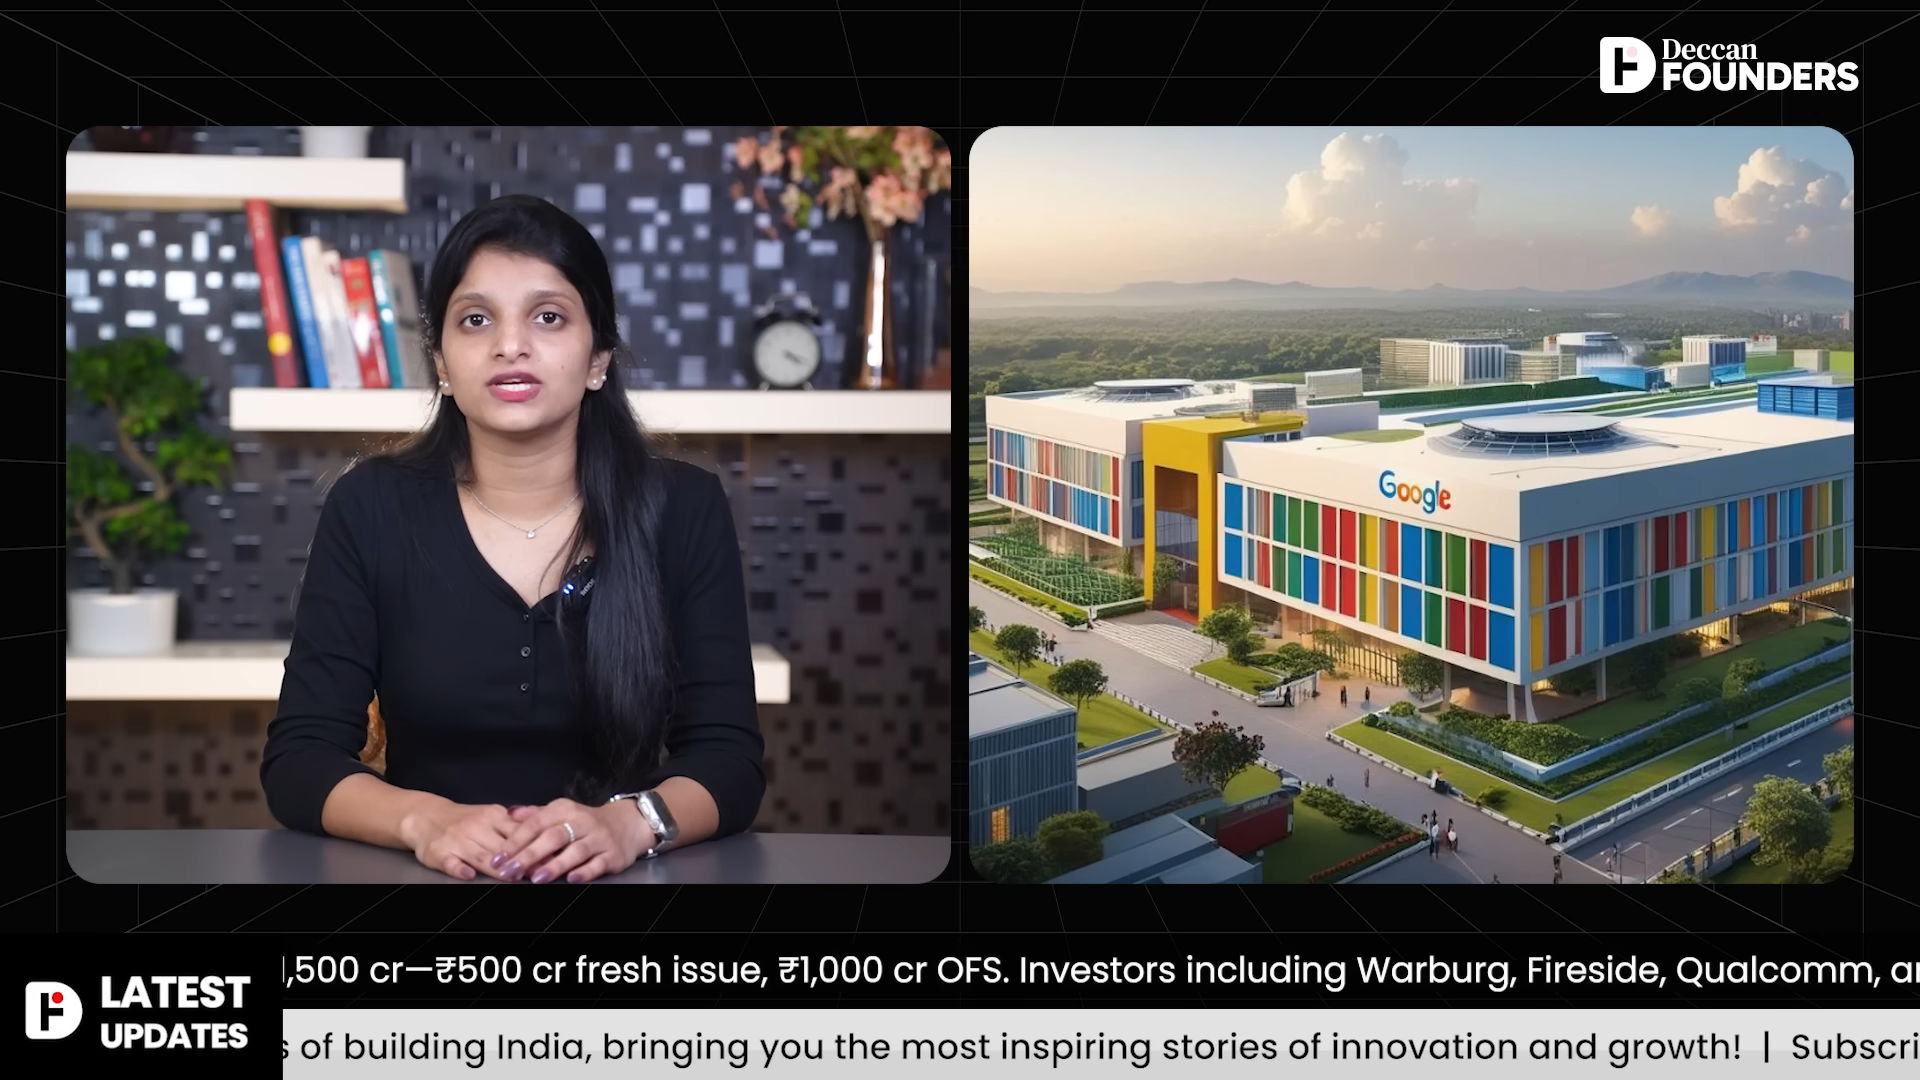 Deccan
FOUNDERS
Google
LATEST
UPDATES
1,500 cr—₹500 cr fresh issue, ₹1,000 cr OFS. Investors including Warburg, Fireside, Qualcomm,
of building India, bringing you the most inspiring stories of innovation and growth! |